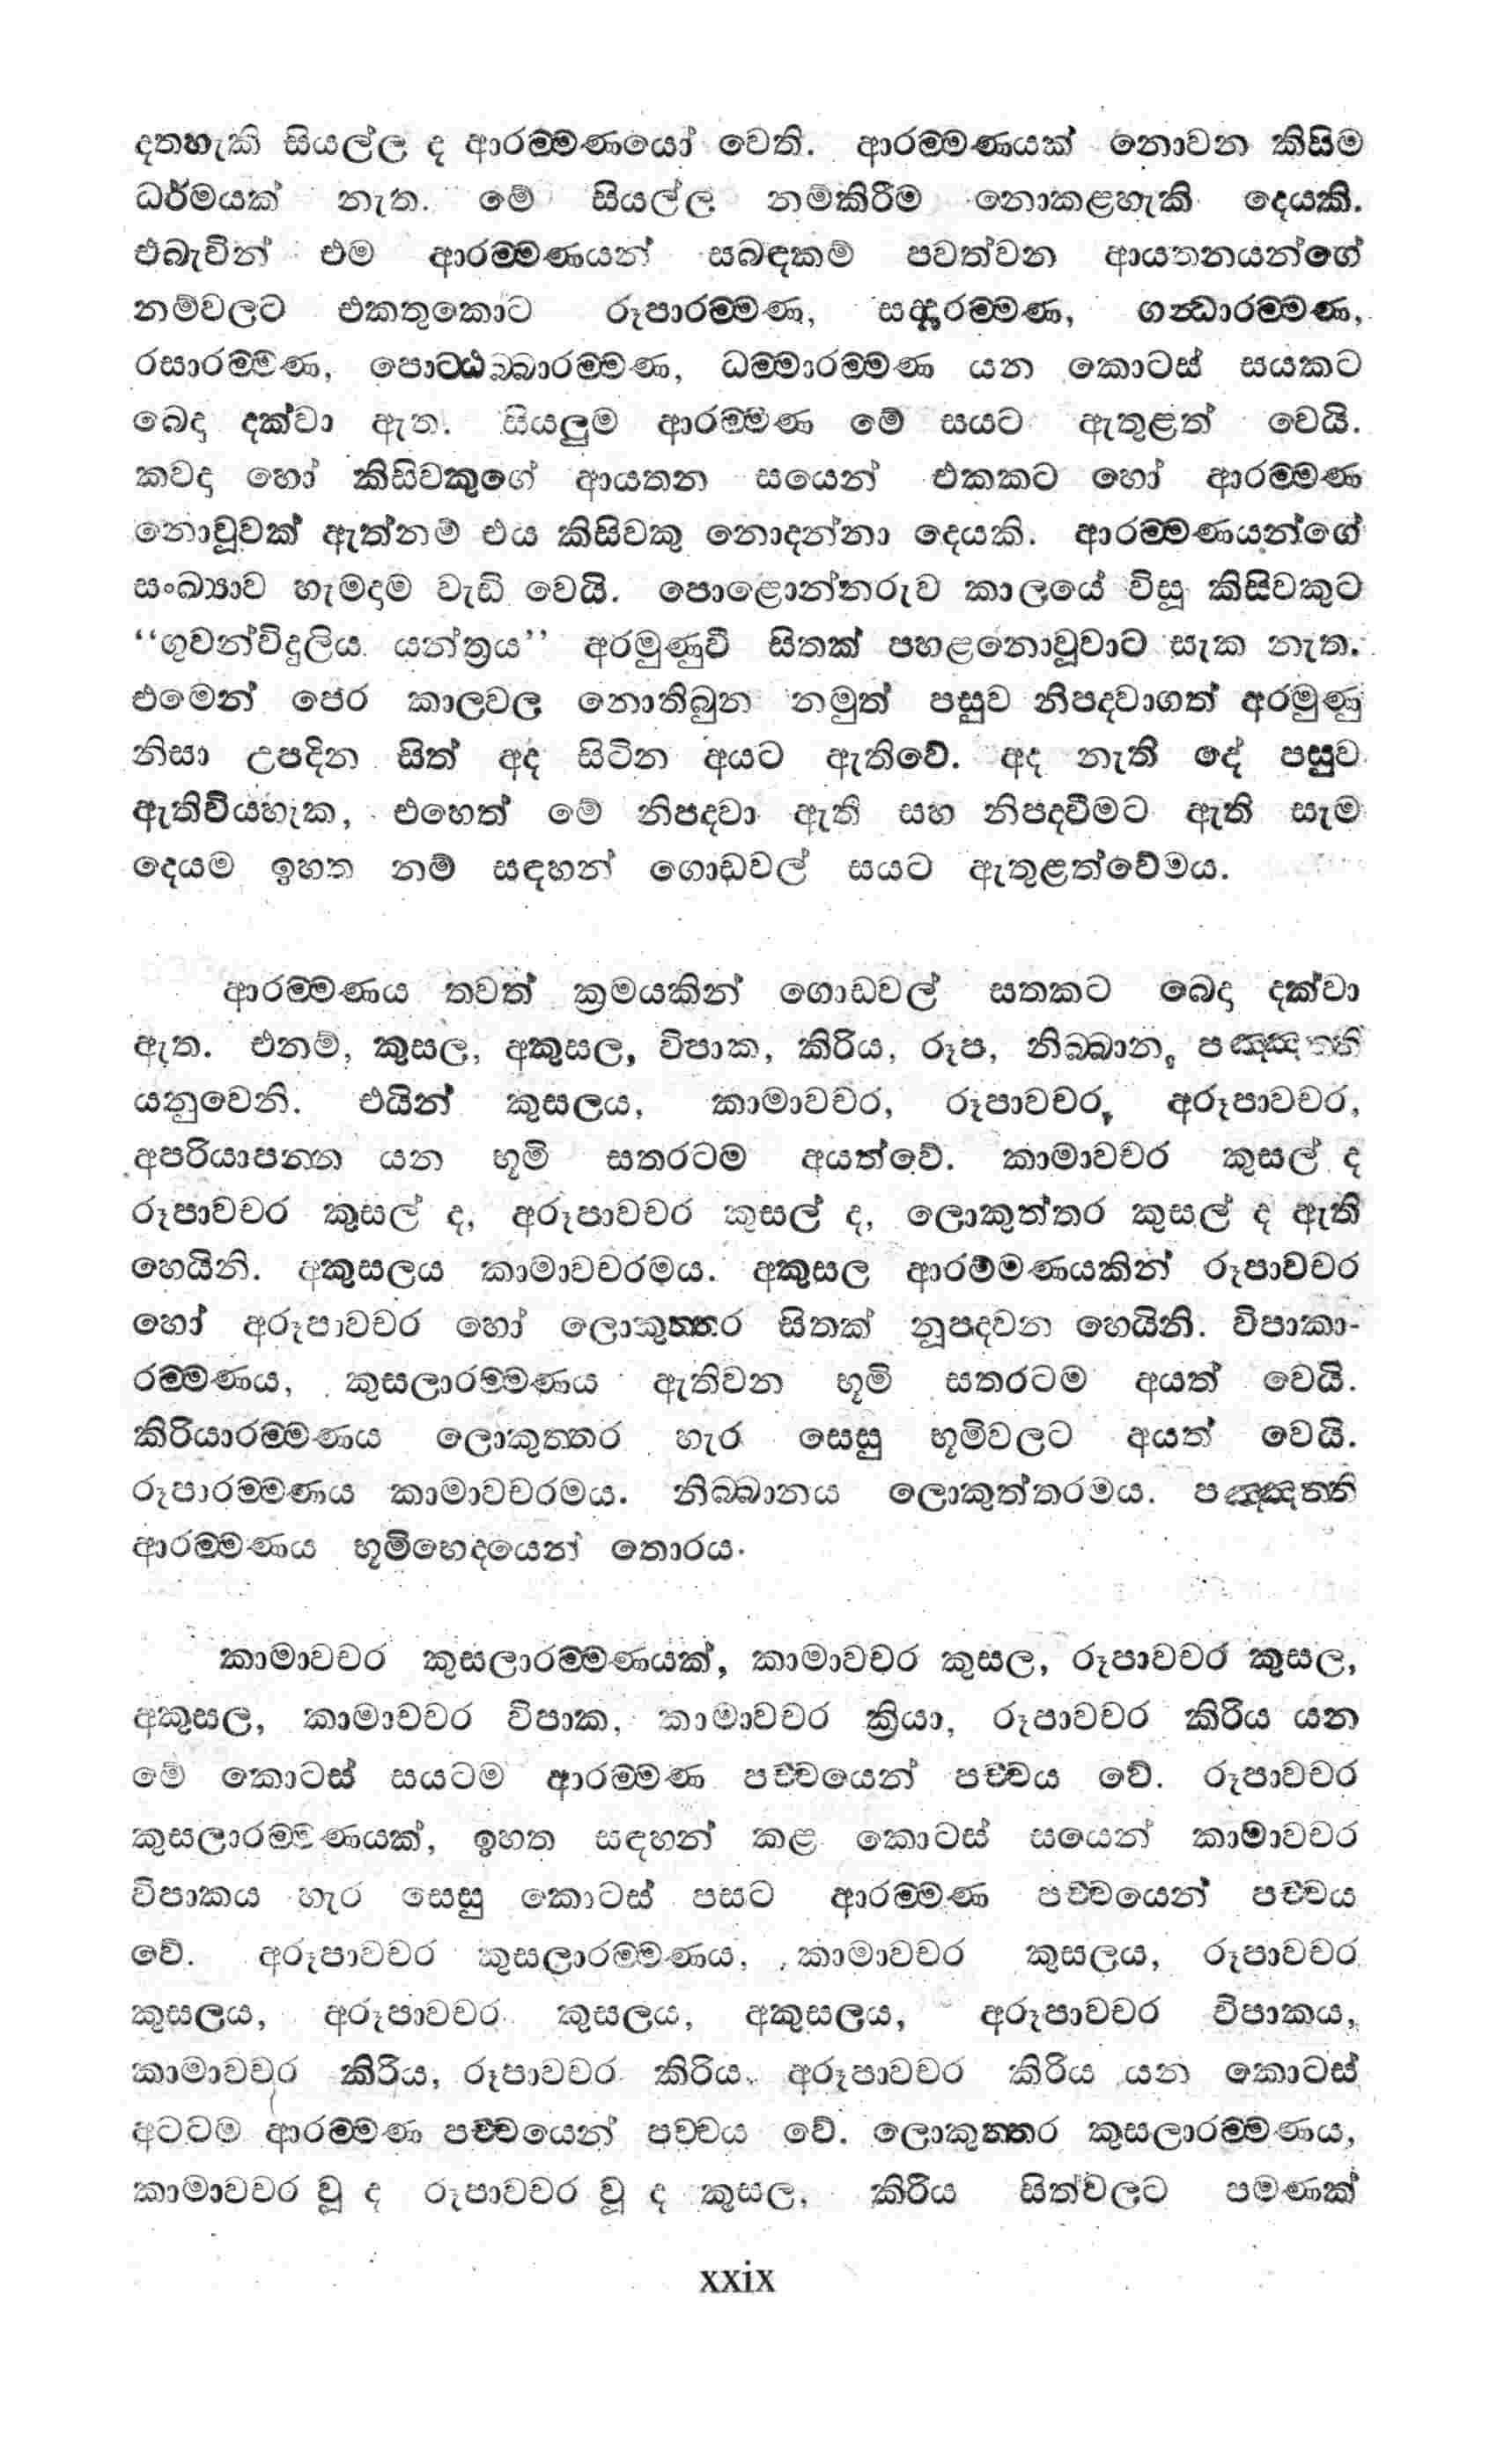 දතහැකි සියල්ල ද ආරම්මණයෝ වෙති. ආරම්මණයක් නොවන කිසිම
ධර්මයක් නැත. මේ සියල්ල නම්කිරීම නොකළහැකි දෙයකි.
එබැවින් එම ආරම්මණයන් සබඳකම් පවත්වන ආයතනයන්ගේ
නම්වලට එකතුකොට රූපාරම්මණ, සද්දාරම්මණ, ගන්ධාරම්මණ,
රසාරම්මණ, පොට්ඨබ්බාරම්මණ, ධම්මාරම්මණ යන කොටස් සයකට
බෙදා දක්වා ඇත. සියලුම ආරම්මණ මේ සයට ඇතුළත් වෙයි.
කවදා හෝ කිසිවකුගේ ආයතන සයෙන් එකකට හෝ ආරම්මණ
නොවූවක් ඇත්නම් එය කිසිවකු නොදන්නා දෙයකි. ආරම්මණයන්ගේ
සංඛ්‍යාව හැමදාම වැඩි වෙයි. පොළොන්නරුව කාලයේ විසූ කිසිවකුට
‘‘ගුවන්විදුලිය යන්ත්‍රය’’ අරමුණුවී සිතක් පහළනොවූවාට සැක නැත.
එමෙන් පෙර කාලවල නොතිබුන නමුත් පසුව නිපදවාගත් අරමුණු
නිසා උපදින සිත් අද සිටින අයට ඇතිවේ. අද නැති දේ පසුව
ඇතිවියහැක, එහෙත් මේ නිපදවා ඇති සහ නිපදවීමට ඇති සැම
දෙයම ඉහත නම් සඳහන් ගොඩවල් සයට ඇතුළත්වේමය.
ආරම්මණය තවත් ක්‍රමයකින් ගොඩවල් සතකට බෙදා දක්වා
ඇත. එනම්, කුසල, අකුසල, විපාක, කිරිය, රූප, නිබ්බාන, පඤ්ඤත්ති
යනුවෙනි. එයින් කුසලය, කාමාවචර, රූපාවචර, අරූපාවචර,
අපරියාපන්න යන භූමි සතරටම අයත්වේ. කාමාවචර කුසල් ද
රූපාවචර කුසල් ද, අරූපාවචර කුසල් ද, ලොකුත්තර කුසල් ද ඇති
හෙයිනි. අකුසලය කාමාවචරමය. අකුසල ආරම්මණයකින් රූපාවචර
හෝ අරූපාවචර හෝ ලොකුත්තර සිතක් නූපදවන හෙයිනි. විපාකා-
රම්මණය, කුසලාරම්මණය ඇතිවන භූමි සතරටම අයත් වෙයි.
කිරියාරම්මණය ලොකුත්තර හැර සෙසු භූමිවලට අයත් වෙයි.
රූපාරම්මණය කාමාවචරමය. නිබ්බානය ලොකුත්තරමය. පඤ්ඤත්ති
ආරම්මණය භූමිභෙදයෙන් තොරය.
කාමාවචර කුසලාරම්මණයක්, කාමාවචර කුසල, රූපාවචර කුසල,
අකුසල, කාමාවචර විපාක, කාමාවචර ක්‍රියා, රූපාවචර කිරිය යන
මේ කොටස් සයටම ආරම්මණ පච්චයෙන් පච්චය වේ. රූපාවචර
කුසලාරම්මණයක්, ඉහත සඳහන් කළ කොටස් සයෙන් කාමාවචර
විපාකය හැර සෙසු කොටස් පසට ආරම්මණ පච්චයෙන් පච්චය
වේ. අරූපාවචර කුසලාරම්මණය, කාමාවචර කුසලය, රූපාවචර
කුසලය, අරූපාවචර කුසලය, අකුසලය, අරූපාවචර විපාකය,
කාමාවචර කිරිය, රූපාවචර කිරිය, අරූපාවචර කිරිය යන කොටස්
අටටම ආරම්මණ පච්චයෙන් පච්චය වේ. ලොකුත්තර කුසලාරම්මණය,
කාමාවචර වූ ද රූපාවචර වූ ද කුසල, කිරිය සිත්වලට පමණක්
xxix